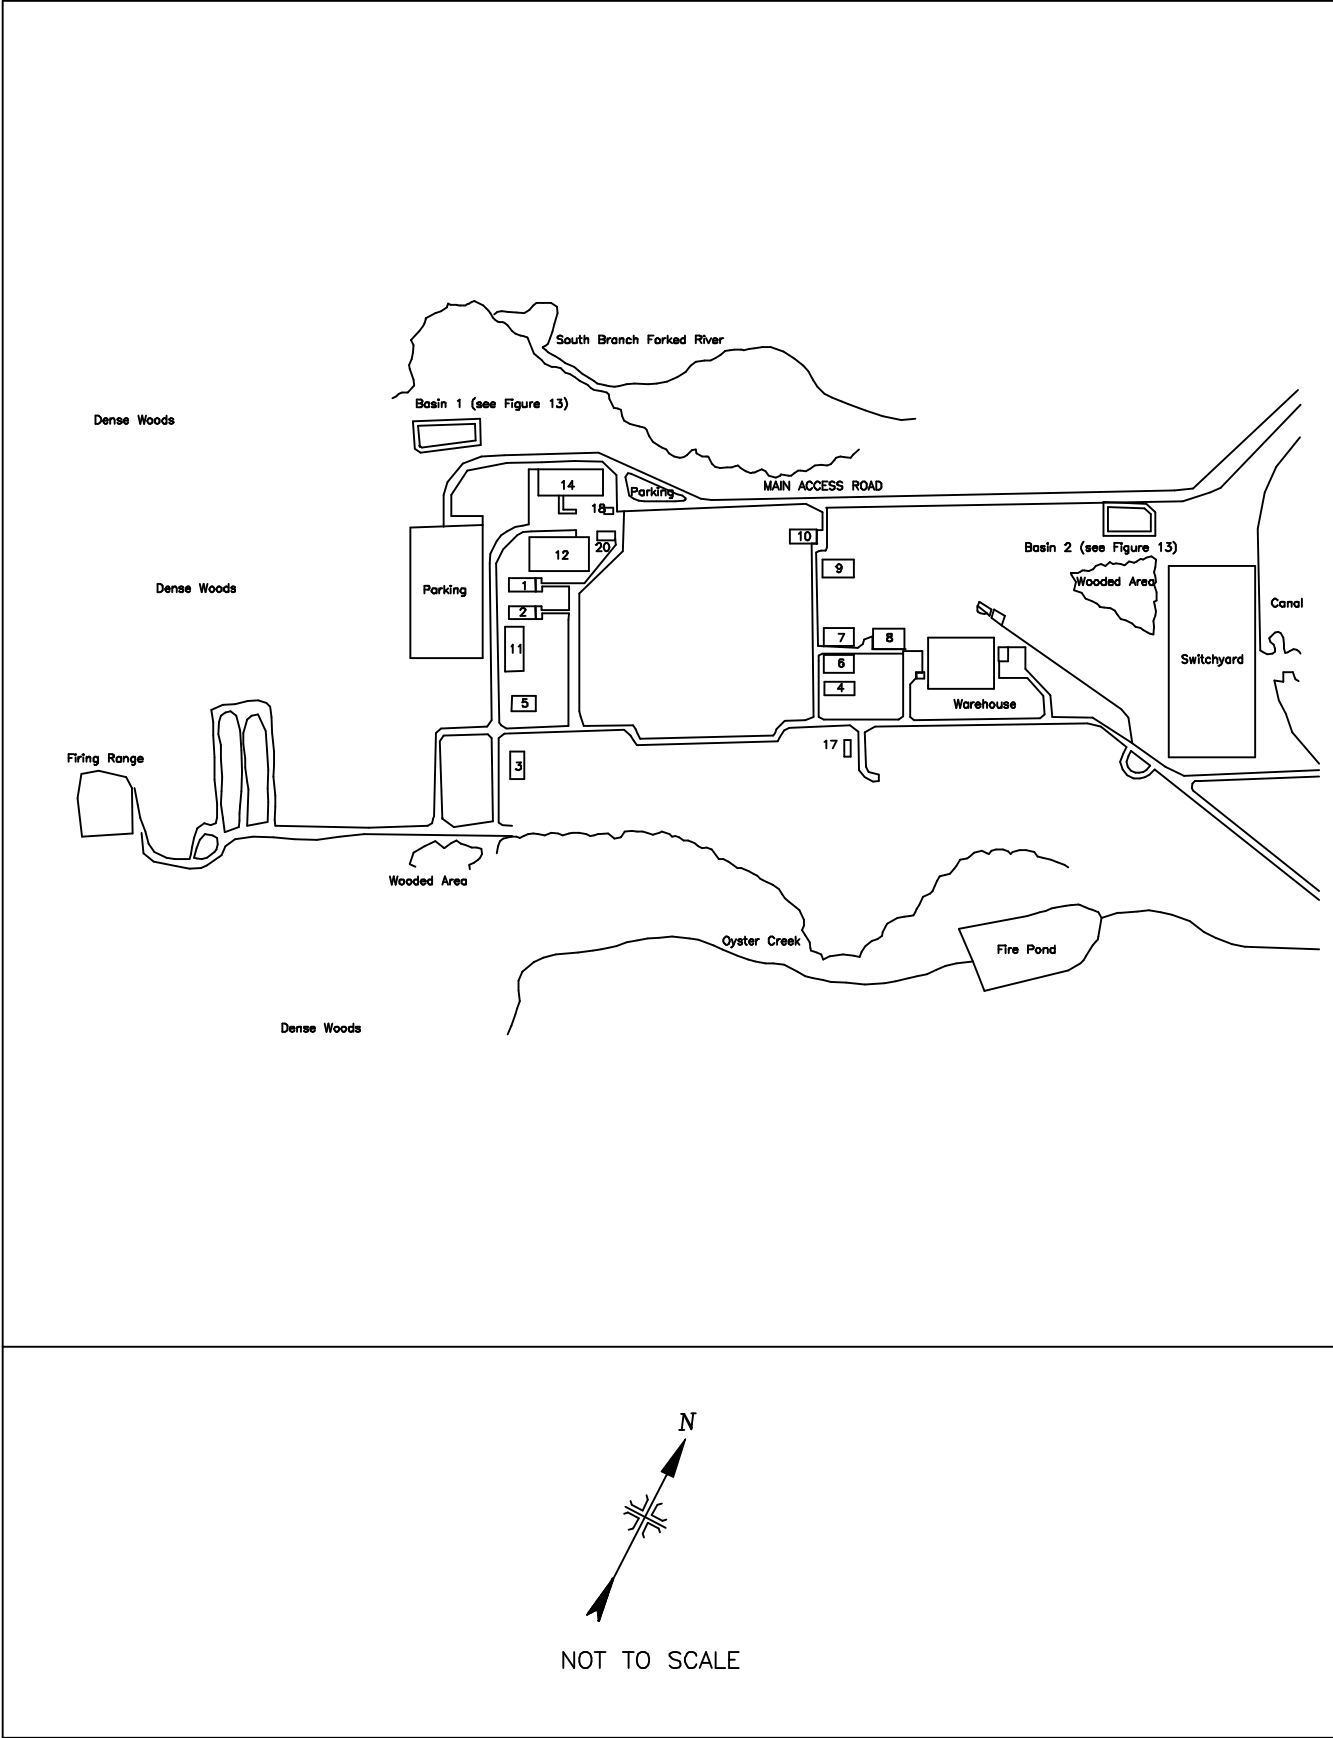 South Branch Forked River
Basin 1 (see Figure 13)
Dense Woods
14
Parking
MAIN ACCESS ROAD
18
10
20
Basin 2 (see Figure 13)
12
9
Wooded Area
1
Dense Woods
Parking
Canal
2
7
8
11
6
Switchyard
4
5
Warehouse
17
Firing Range
3
Wooded Area
Oyster Creek
Fire Pond
Dense Woods
N
NOT TO SCALE